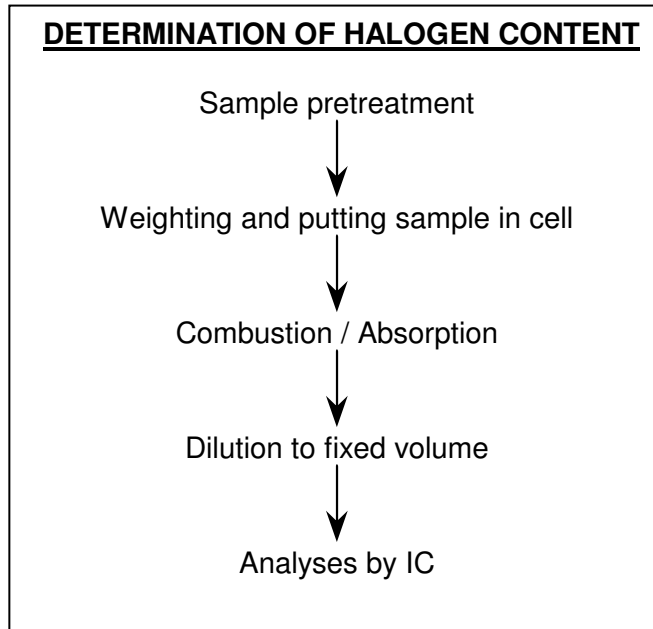 DETERMINATION OF HALOGEN CONTENT
Sample pretreatment
Weighting and putting sample in cell
Combustion / Absorption
Dilution to fixed volume
Analyses by IC